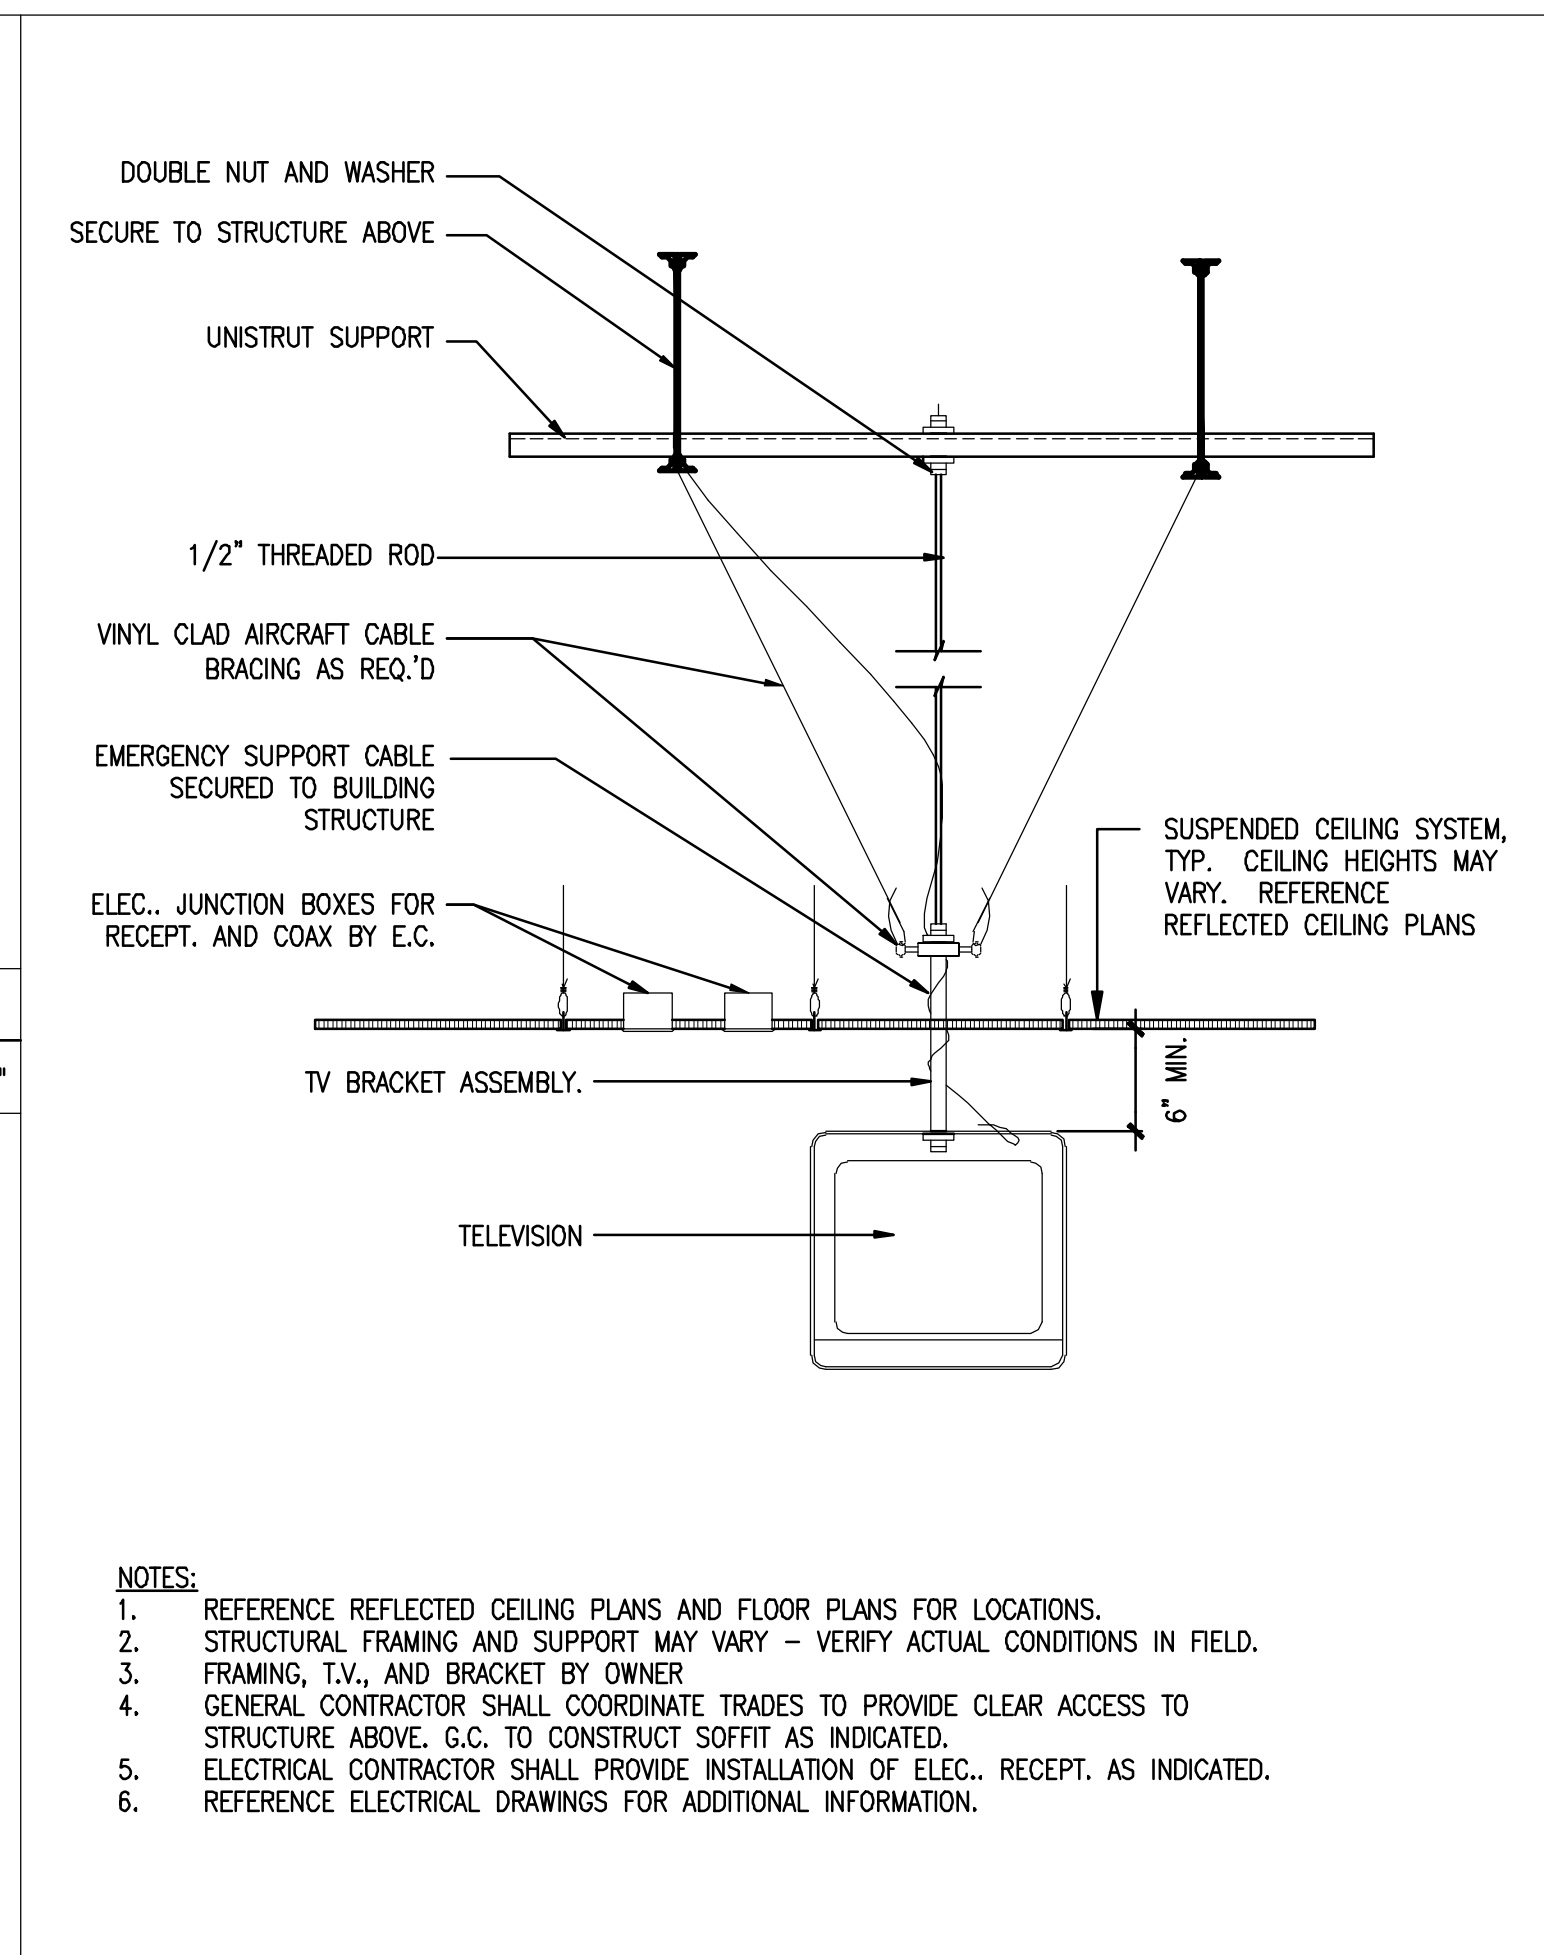 DOUBLE NUT AND WASHER
SECURE TO STRUCTURE ABOVE
UNISTRUT SUPPORT
1/2" THREADED ROD
VINYL CLAD AIRCRAFT CABLE
BRACING AS REQ.'D
EMERGENCY SUPPORT CABLE
SECURED TO BUILDING
STRUCTURE
ELEC.. JUNCTION BOXES FOR
RECEPT. AND COAX BY E.C.
SUSPENDED CEILING SYSTEM,
TYP. CEILING HEIGHTS MAY
VARY. REFERENCE
REFLECTED CEILING PLANS
6" MIN.
"
TV BRACKET ASSEMBLY.
TELEVISION
NOTES:
1. REFERENCE REFLECTED CEILING PLANS AND FLOOR PLANS FOR LOCATIONS.
2. STRUCTURAL FRAMING AND SUPPORT MAY VARY – VERIFY ACTUAL CONDITIONS IN FIELD.
3. FRAMING, T.V., AND BRACKET BY OWNER
4. GENERAL CONTRACTOR SHALL COORDINATE TRADES TO PROVIDE CLEAR ACCESS TO
STRUCTURE ABOVE. G.C. TO CONSTRUCT SOFFIT AS INDICATED.
5. ELECTRICAL CONTRACTOR SHALL PROVIDE INSTALLATION OF ELEC.. RECEPT. AS INDICATED.
6. REFERENCE ELECTRICAL DRAWINGS FOR ADDITIONAL INFORMATION.